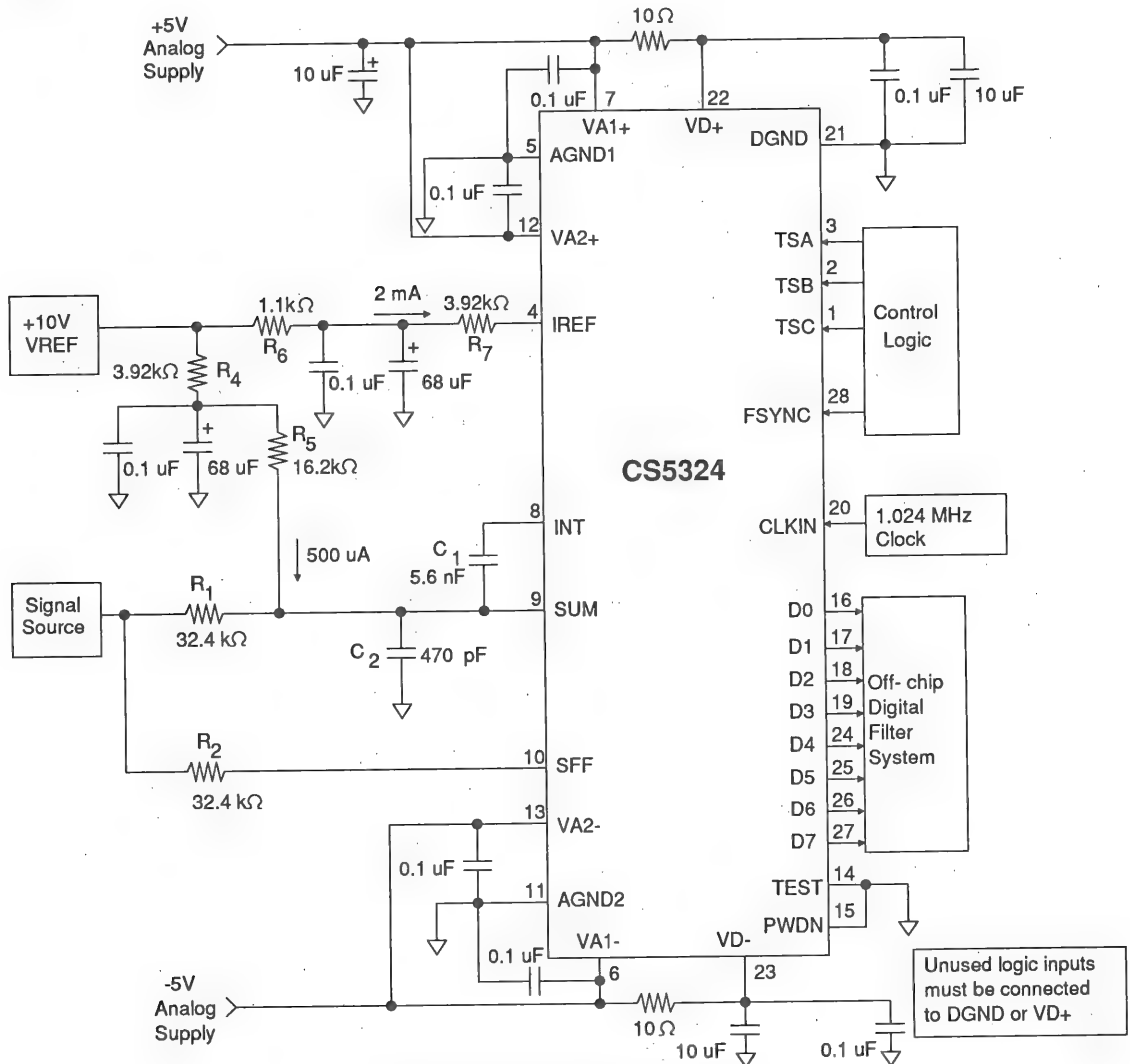 +5V
Analog
Supply
10 uF
+
0.1 uF
10Ω
7
22
VA1+
VD+
0.1 uF
10 uF
DGND
21
5
AGND1
0.1 uF
12
VA2+
TSA
3
TSB
2
TSC
1
Control
Logic
FSYNC
28
+10V
VREF
1.1kΩ
R6
2 mA
3.92kΩ
R7
4
IREF
3.92kΩ
R4
0.1 uF
+
68 uF
0.1 uF
+
68 uF
R5
16.2kΩ
CS5324
CLKIN
20
1.024 MHz
Clock
8
INT
500 uA
C1
5.6 nF
Signal
Source
R1
32.4 kΩ
9
SUM
C2
470 pF
D0
16
D1
17
D2
18
D3
19
D4
24
D5
25
D6
26
D7
27
Off- chip
Digital
Filter
System
R2
32.4 kΩ
10
SFF
13
VA2-
0.1 uF
11
AGND2
TEST
14
PWDN
15
0.1 uF
VA1-
6
VD-
23
-5V
Analog
Supply
10Ω
10 uF
0.1 uF
Unused logic inputs
must be connected
to DGND or VD+